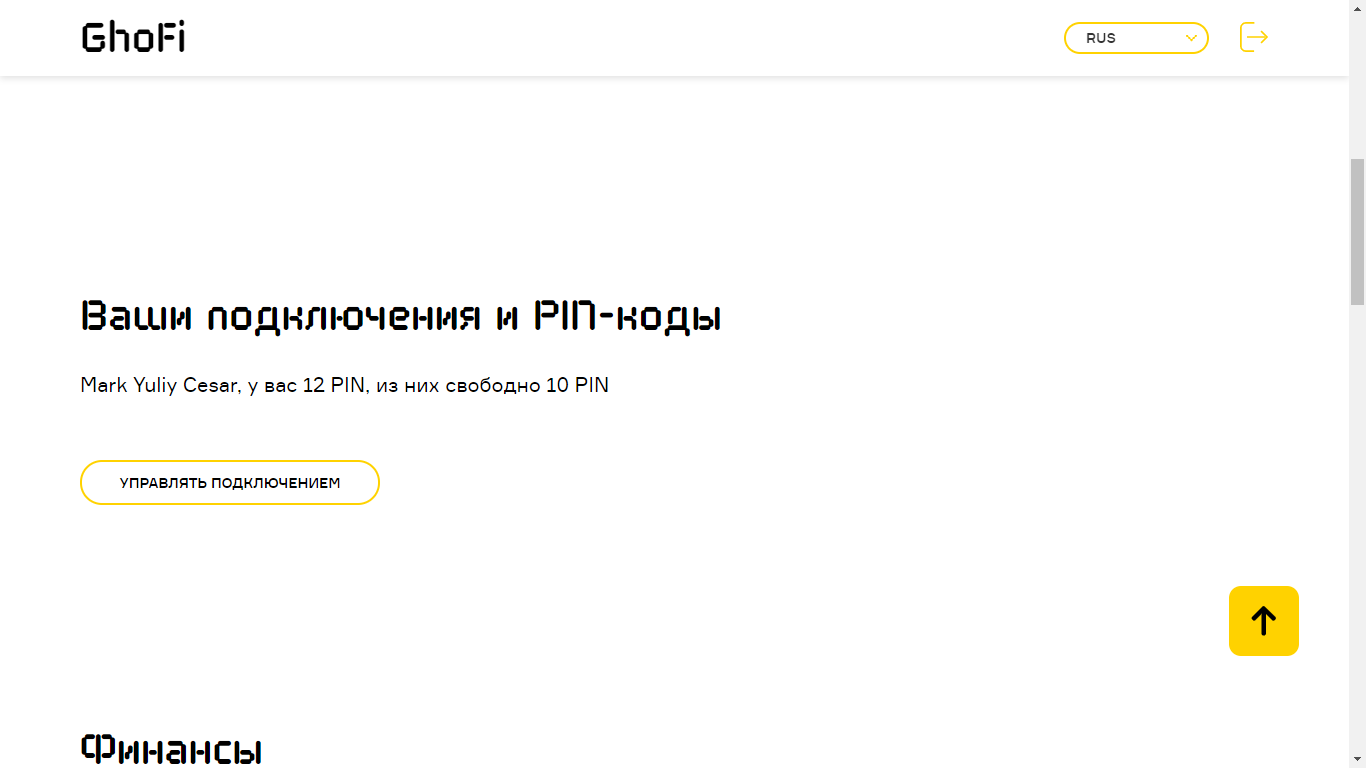 GhoFi
RUS
Ваши подключения и PIN-коды
Mark Yuliy Cesar, у вас 12 PIN, из них свободно 10 PIN
УПРАВЛЯТЬ ПОДКЛЮЧЕНИЕМ
Финансы